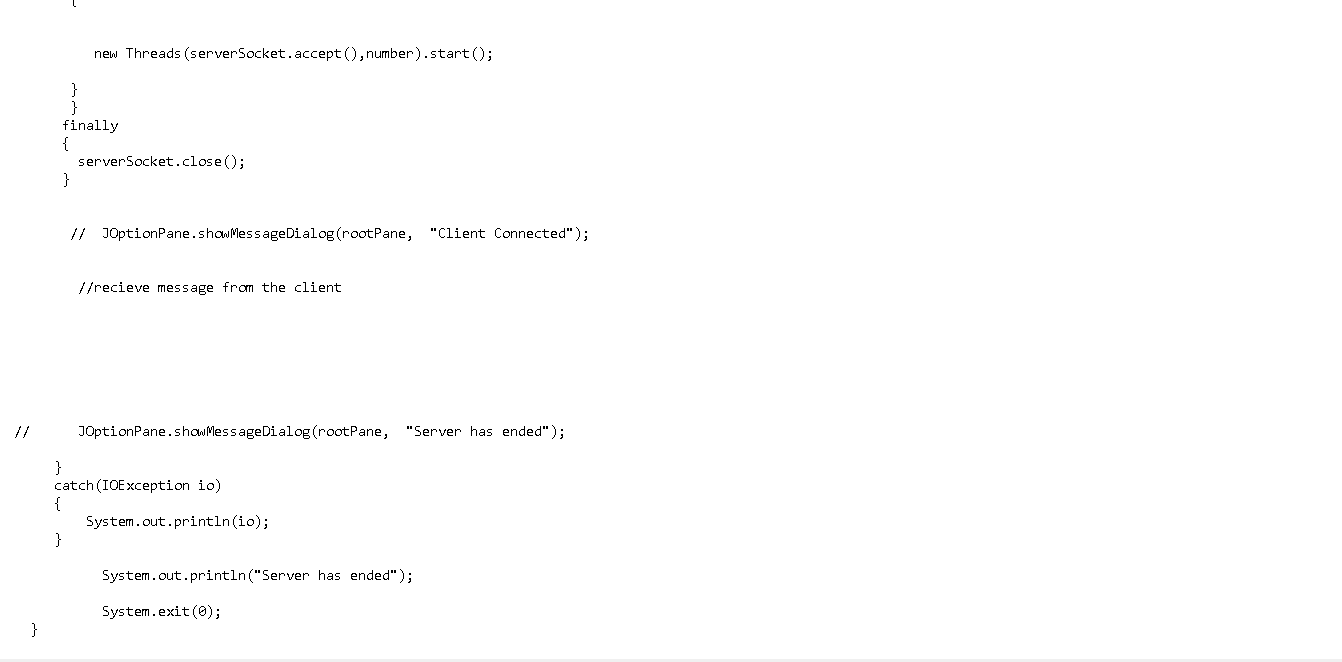 {
new Threads(serverSocket.accept(),number).start();
}
}
finally
{
serverSocket.close();
}
// JOptionPane.showMessageDialog(rootPane, "Client Connected");
//recieve message from the client
// JOptionPane.showMessageDialog(rootPane, "Server has ended");
}
catch(IOException io)
{
System.out.println(io);
}
System.out.println("Server has ended");
System.exit(0);
}